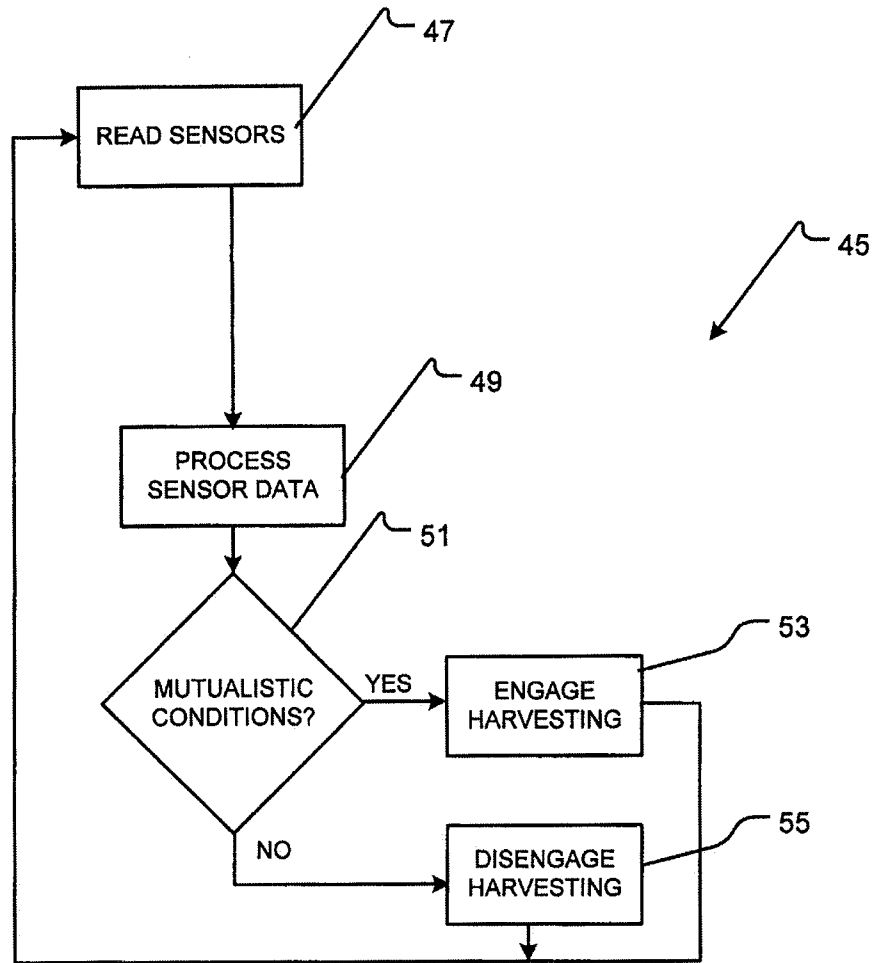 47
READ SENSORS
45
49
PROCESS
SENSOR DATA
51
MUTUALISTIC
CONDITIONS?
YES
53
ENGAGE
HARVESTING
NO
55
DISENGAGE
HARVESTING